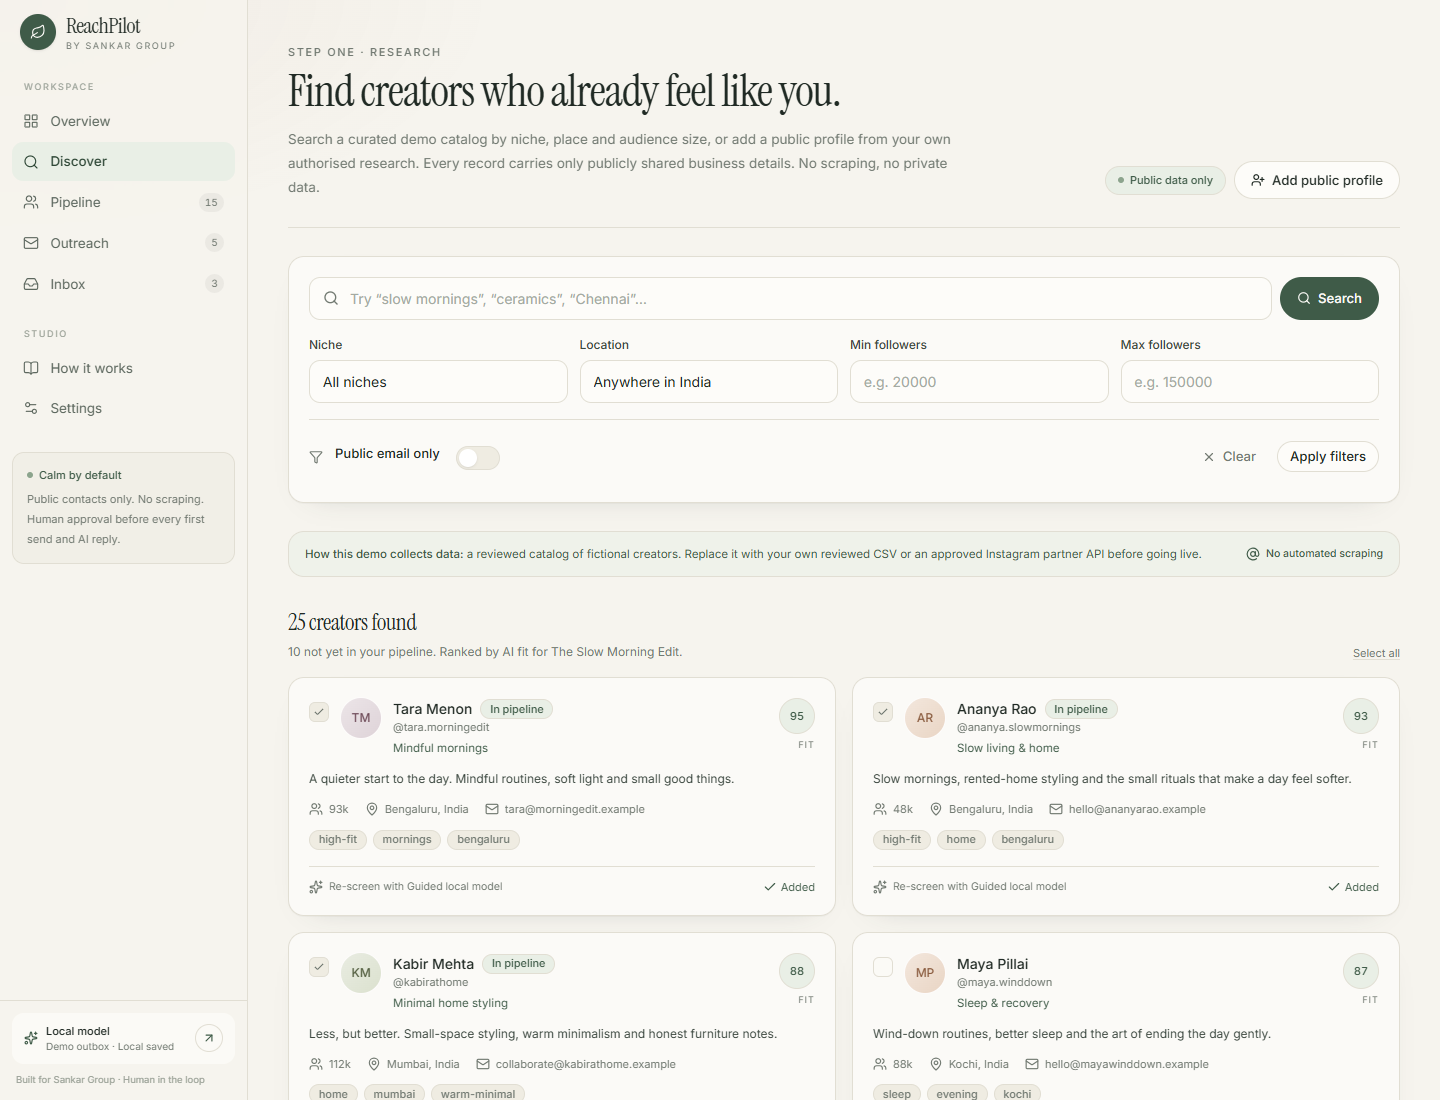 ReachPilot
BY SANKAR GROUP
WORKSPACE
Overview
Discover
Pipeline 15
Outreach 5
Inbox 3
STUDIO
How it works
Settings
Calm by default
Public contacts only. No scraping.
Human approval before every first
send and AI reply.
Local model
Demo outbox · Local saved
Built for Sankar Group · Human in the loop
STEP ONE · RESEARCH
Find creators who already feel like you.
Search a curated demo catalog by niche, place and audience size, or add a public profile from your own
authorised research. Every record carries only publicly shared business details. No scraping, no private
data.
Public data only
Add public profile
Try “slow mornings”, “ceramics”, “Chennai”...
Search
Niche Location Min followers Max followers
All niches Anywhere in India e.g. 20000 e.g. 150000
Public email only
Clear
Apply filters
How this demo collects data: a reviewed catalog of fictional creators. Replace it with your own reviewed CSV or an approved Instagram partner API before going live.
No automated scraping
25 creators found
10 not yet in your pipeline. Ranked by AI fit for The Slow Morning Edit.
Select all
TM
Tara Menon In pipeline
@tara.morningedit
Mindful mornings
95
FIT
A quieter start to the day. Mindful routines, soft light and small good things.
93k Bengaluru, India tara@morningedit.example
high-fit mornings bengaluru
Re-screen with Guided local model
Added
AR
Ananya Rao In pipeline
@ananya.slowmornings
Slow living & home
93
FIT
Slow mornings, rented-home styling and the small rituals that make a day feel softer.
48k Bengaluru, India hello@ananyarao.example
high-fit home bengaluru
Re-screen with Guided local model
Added
KM
Kabir Mehta In pipeline
@kabirathome
Minimal home styling
88
FIT
Less, but better. Small-space styling, warm minimalism and honest furniture notes.
112k Mumbai, India collaborate@kabirathome.example
home mumbai warm-minimal
MP
Maya Pillai
@maya.winddown
Sleep & recovery
87
FIT
Wind-down routines, better sleep and the art of ending the day gently.
88k Kochi, India hello@mayawinddown.example
sleep evening kochi